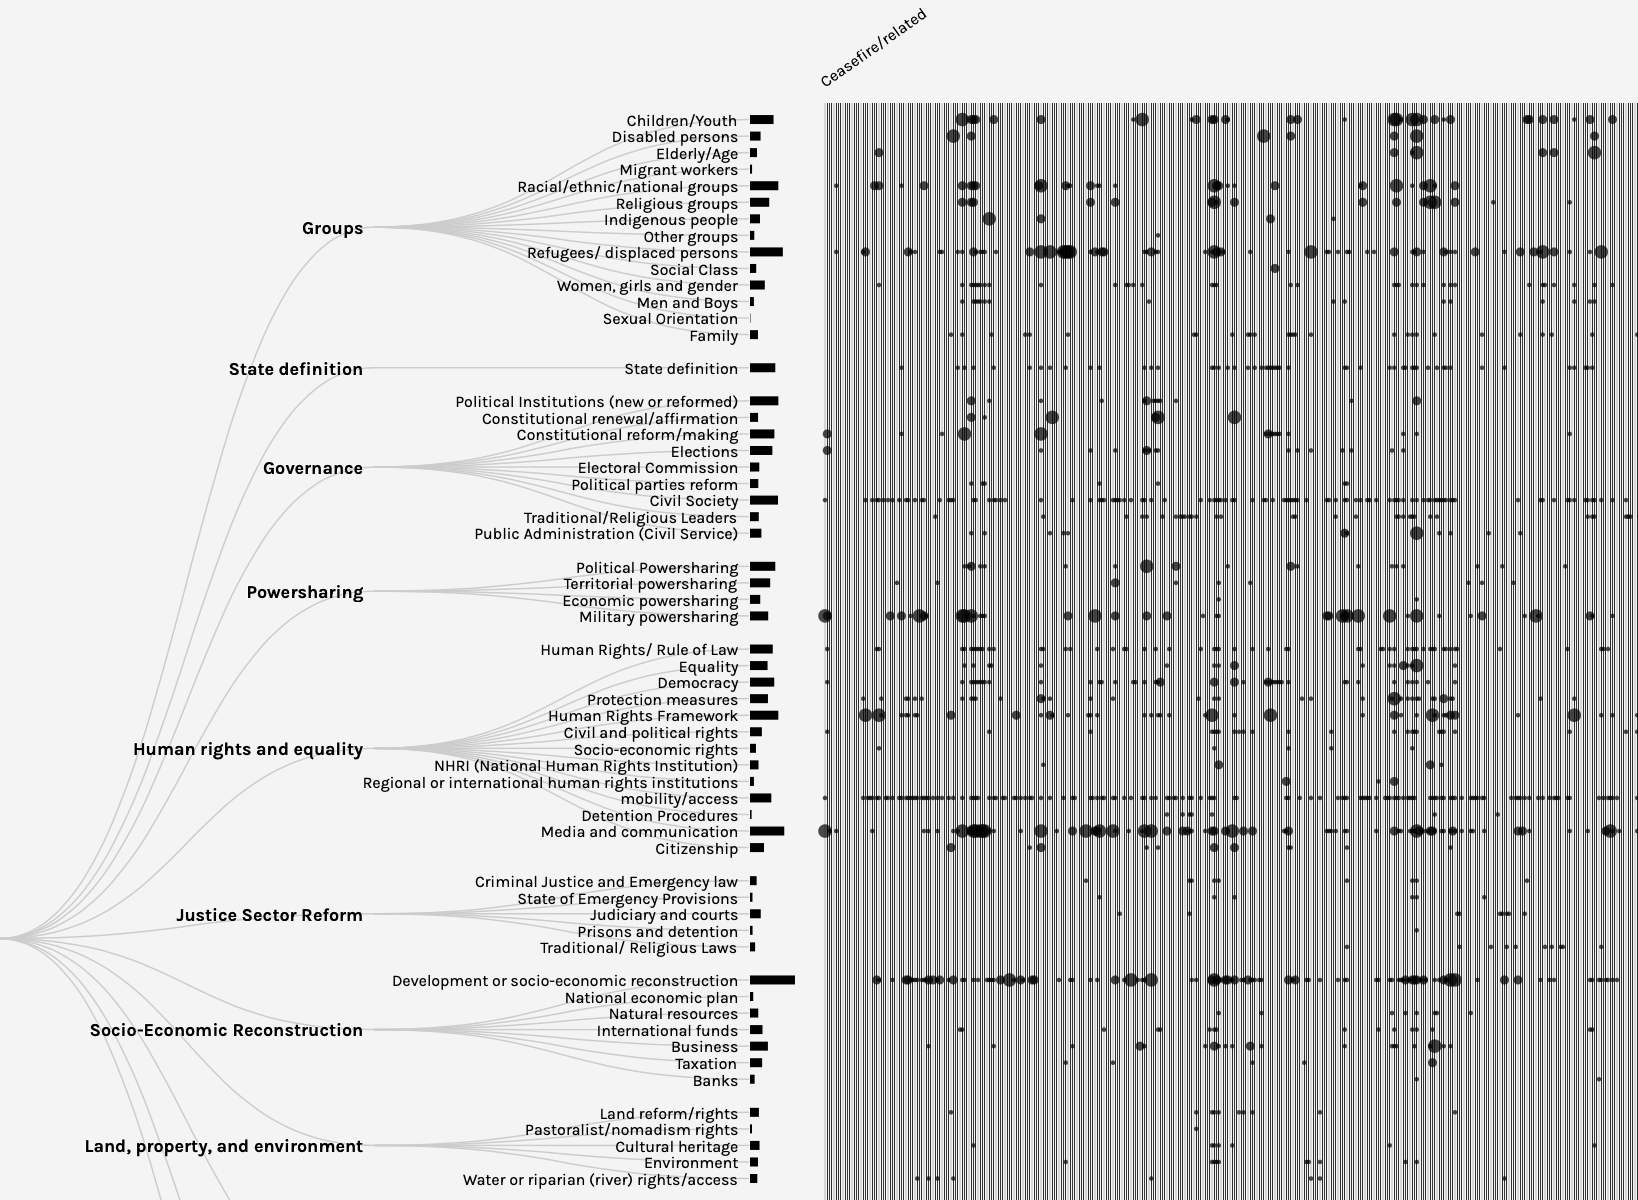 Ceasefire/related
Children/Youth
Disabled persons
Elderly/Age
Migrant workers
Racial/ethnic/national groups
Religious groups
Indigenous people
Groups
Other groups
Refugees/ displaced persons
Social Class
Women, girls and gender
Men and Boys
Sexual Orientation
Family
State definition
State definition
Political Institutions (new or reformed)
Constitutional renewal/affirmation
Constitutional reform/making
Elections
Governance
Electoral Commission
Political parties reform
Civil Society
Traditional/Religious Leaders
Public Administration (Civil Service)
Political Powersharing
Territorial powersharing
Powersharing
Economic powersharing
Military powersharing
Human Rights/ Rule of Law
Equality
Democracy
Protection measures
Human Rights Framework
Civil and political rights
Human rights and equality
Socio-economic rights
NHRI (National Human Rights Institution)
Regional or international human rights institutions
mobility/access
Detention Procedures
Media and communication
Citizenship
Criminal Justice and Emergency law
State of Emergency Provisions
Justice Sector Reform
Judiciary and courts
Prisons and detention
Traditional/ Religious Laws
Development or socio-economic reconstruction
National economic plan
Natural resources
Socio-Economic Reconstruction
International funds
Business
Taxation
Banks
Land reform/rights
Pastoralist/nomadism rights
Land, property, and environment
Cultural heritage
Environment
Water or riparian (river) rights/access